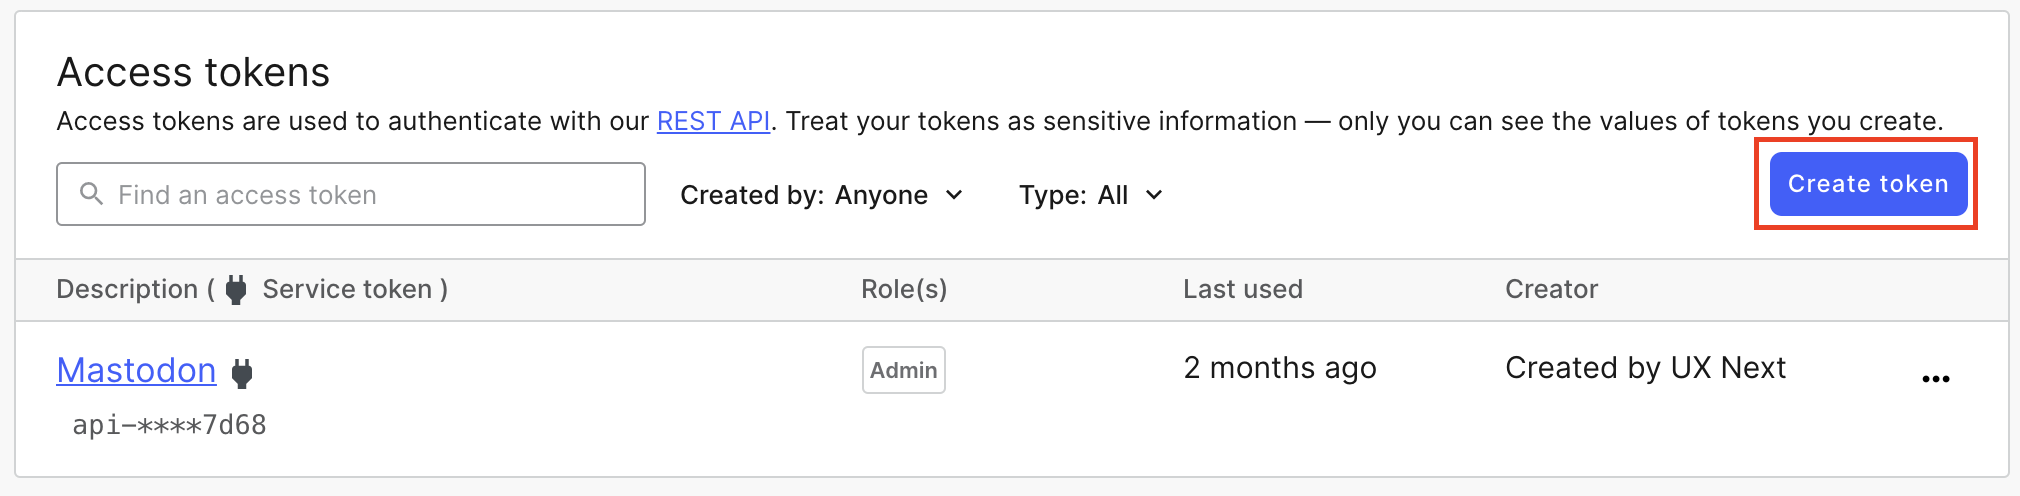 Access tokens
Access tokens are used to authenticate with our REST API. Treat your tokens as sensitive information — only you can see the values of tokens you create.
Find an access token Created by: Anyone Type: All Create token
Description ( Service token ) Role(s) Last used Creator
Mastodon Admin 2 months ago Created by UX Next
api-****7d68